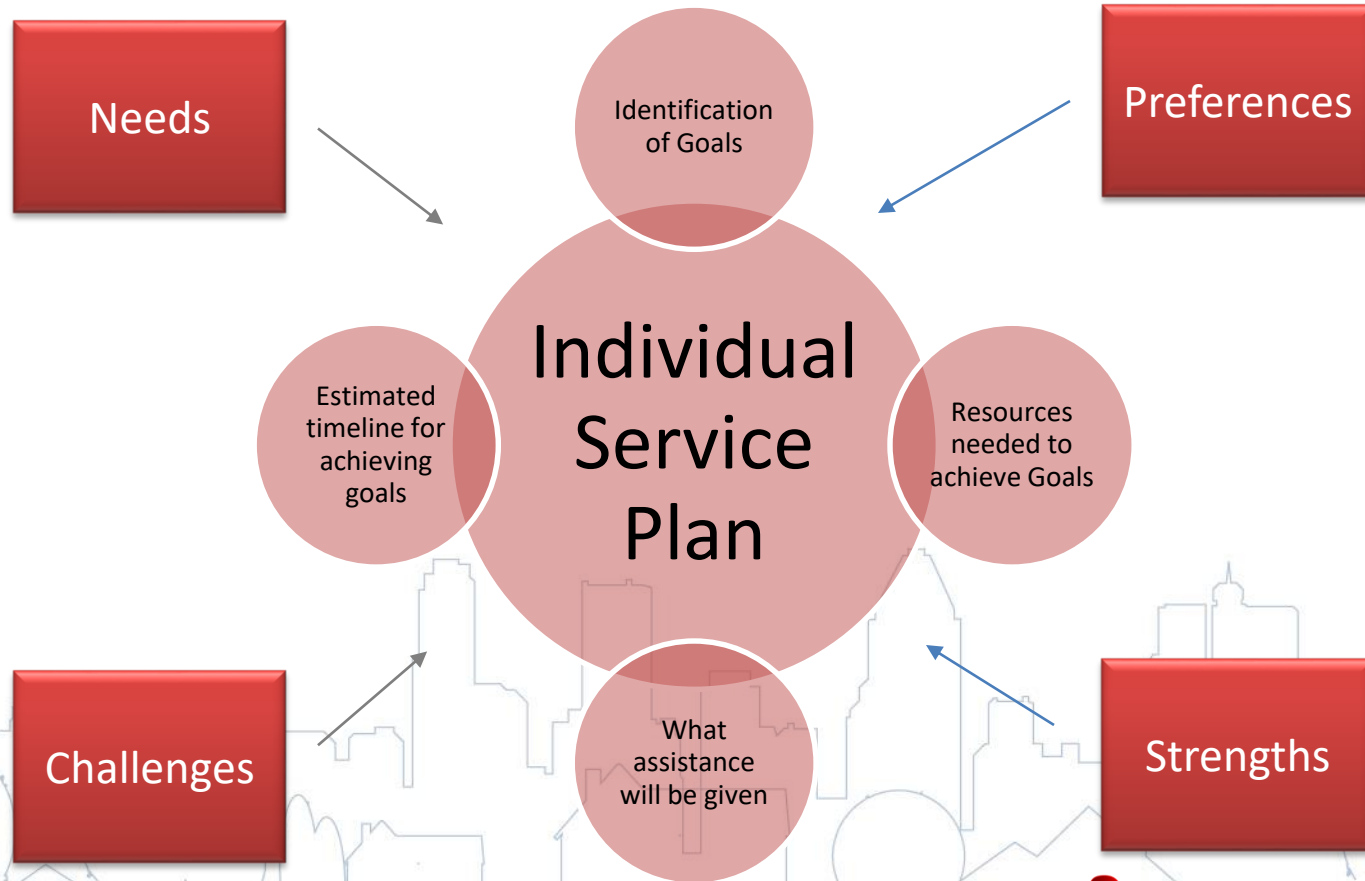 Needs
Identification
of Goals
Preferences
Individual
Service
Plan
Estimated
timeline for
achieving
goals
Resources
needed to
achieve Goals
Challenges
What
assistance
will be given
Strengths